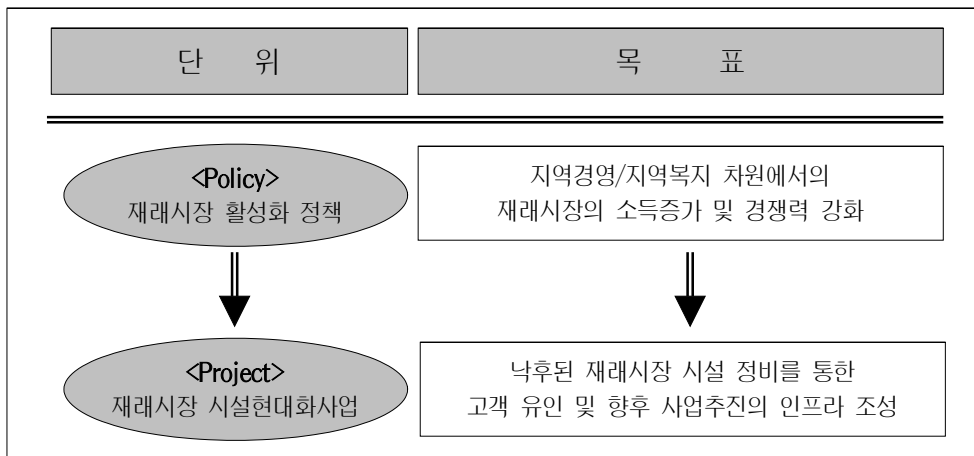 단 위
목 표
<Policy>
재래시장 활성화 정책
지역경영/지역복지 차원에서의
재래시장의 소득증가 및 경쟁력 강화
<Project>
재래시장 시설현대화사업
낙후된 재래시장 시설 정비를 통한
고객 유인 및 향후 사업추진의 인프라 조성